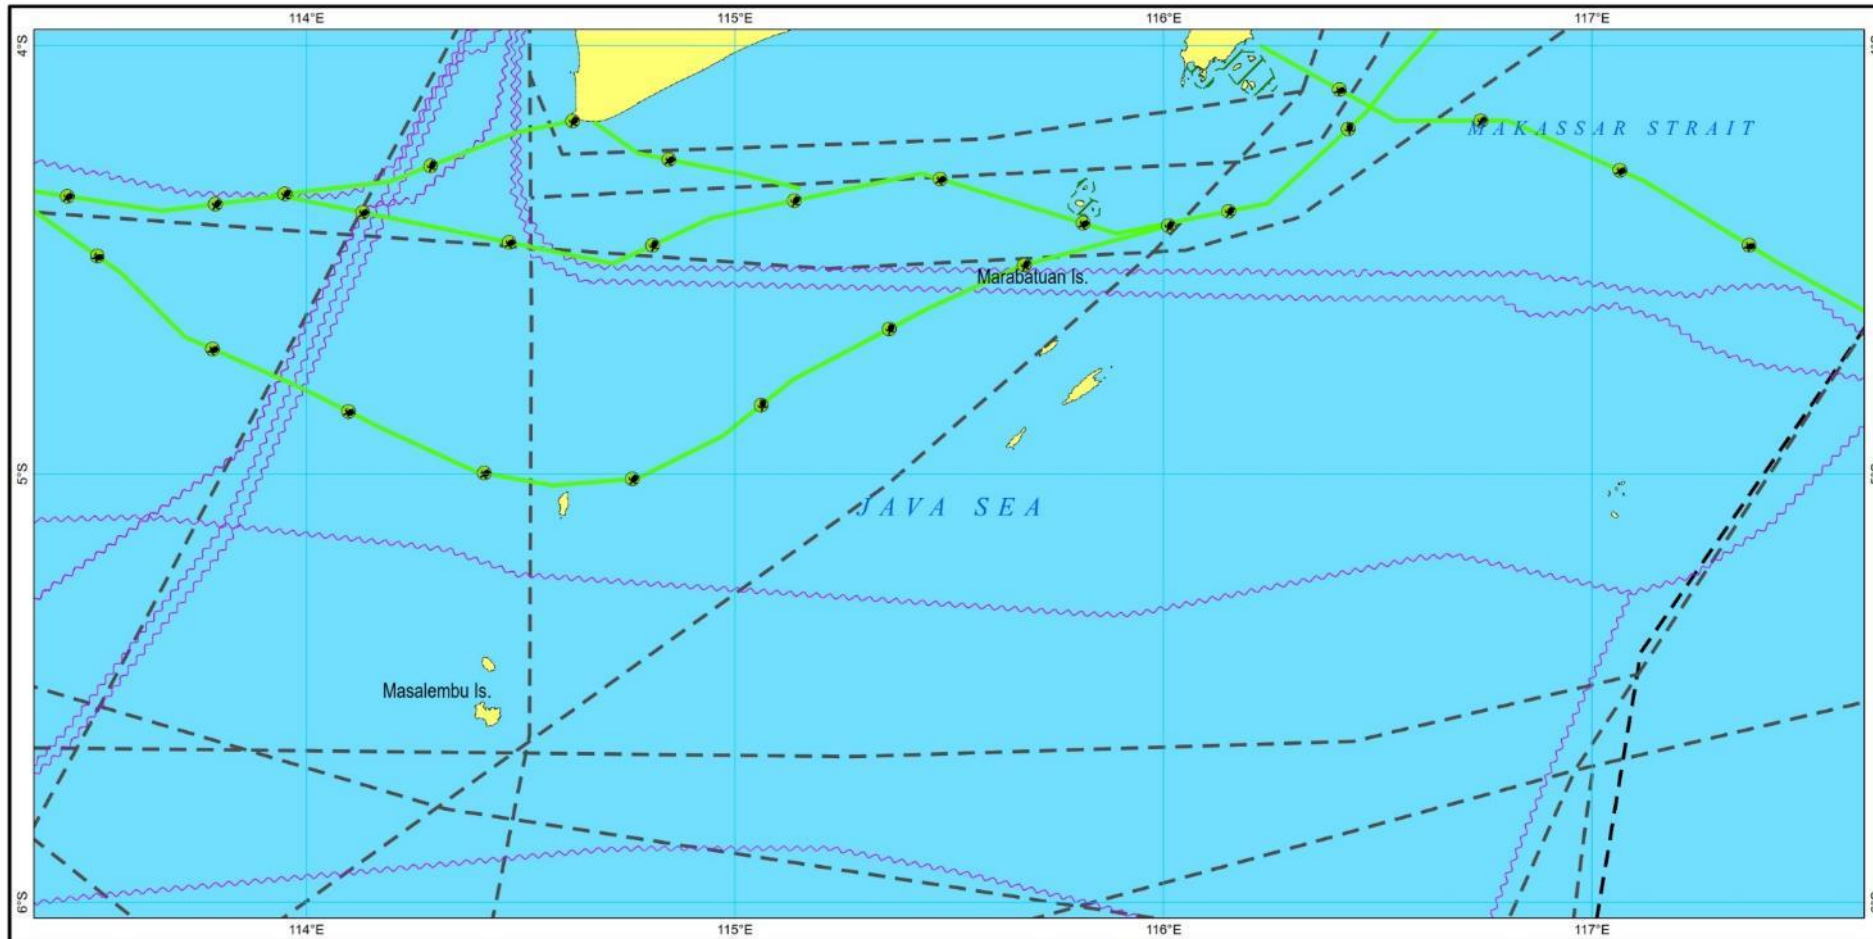 114°E 115°E 116°E 117°E
4°S
MAKASSAR STRAIT
Marabatuan Is.
5°S
JAVA SEA
Masalembu Is.
6°S
114°E 115°E 116°E 117°E